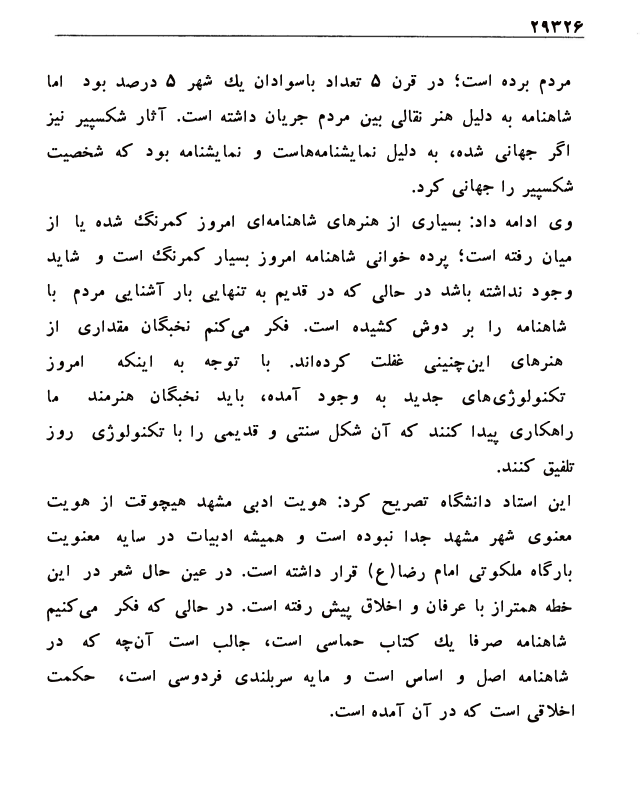 ۲۹۳۲۶
مردم برده است؛ در قرن ۵ تعداد باسوادان یك شهر ۵ درصد بود اما
شاهنامه به دلیل هنر نقالی بین مردم جریان داشته است. آثار شکسپیر نیز
اگر جهانی شده، به دلیل نمایشنامه‌هاست و نمایشنامه بود که شخصیت
شکسپیر را جهانی کرد.
وی ادامه داد: بسیاری از هنرهای شاهنامه‌ای امروز کمرنگ شده یا از
میان رفته است؛ پرده خوانی شاهنامه امروز بسیار کمرنگ است و شاید
وجود نداشته باشد در حالی که در قدیم به تنهایی بار آشنایی مردم با
شاهنامه را بر دوش کشیده است. فکر می‌کنم نخبگان مقداری از
هنرهای این‌چنینی غفلت کرده‌اند. با توجه به اینکه امروز
تکنولوژی‌های جدید به وجود آمده، باید نخبگان هنرمند ما
راهکاری پیدا کنند که آن شکل سنتی و قدیمی را با تکنولوژی روز
تلفیق کنند.
این استاد دانشگاه تصریح کرد: هویت ادبی مشهد هیچوقت از هویت
معنوی شهر مشهد جدا نبوده است و همیشه ادبیات در سایه معنویت
بارگاه ملکوتی امام رضا(ع) قرار داشته است. در عین حال شعر در این
خطه همتراز با عرفان و اخلاق پیش رفته است. در حالی که فکر می‌کنیم
شاهنامه صرفا یك کتاب حماسی است، جالب است آن‌چه که در
شاهنامه اصل و اساس است و مایه سربلندی فردوسی است، حکمت
اخلاقی است که در آن آمده است.